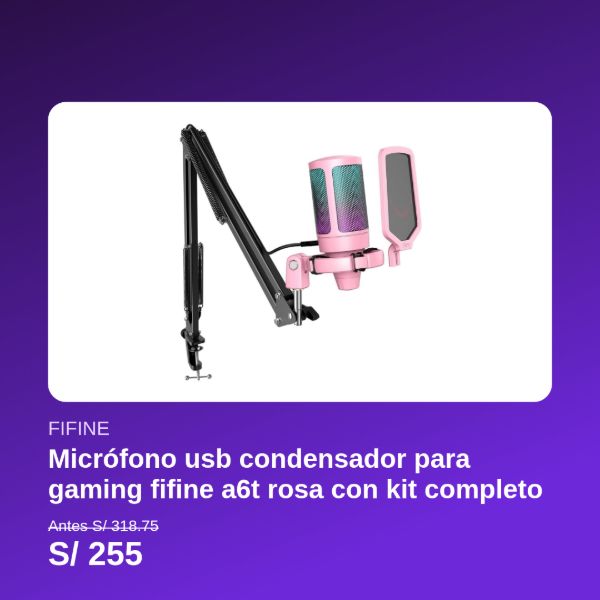 FIFINE
Micrófono usb condensador para
gaming fifine a6t rosa con kit completo
Antes S/ 318.75
S/ 255